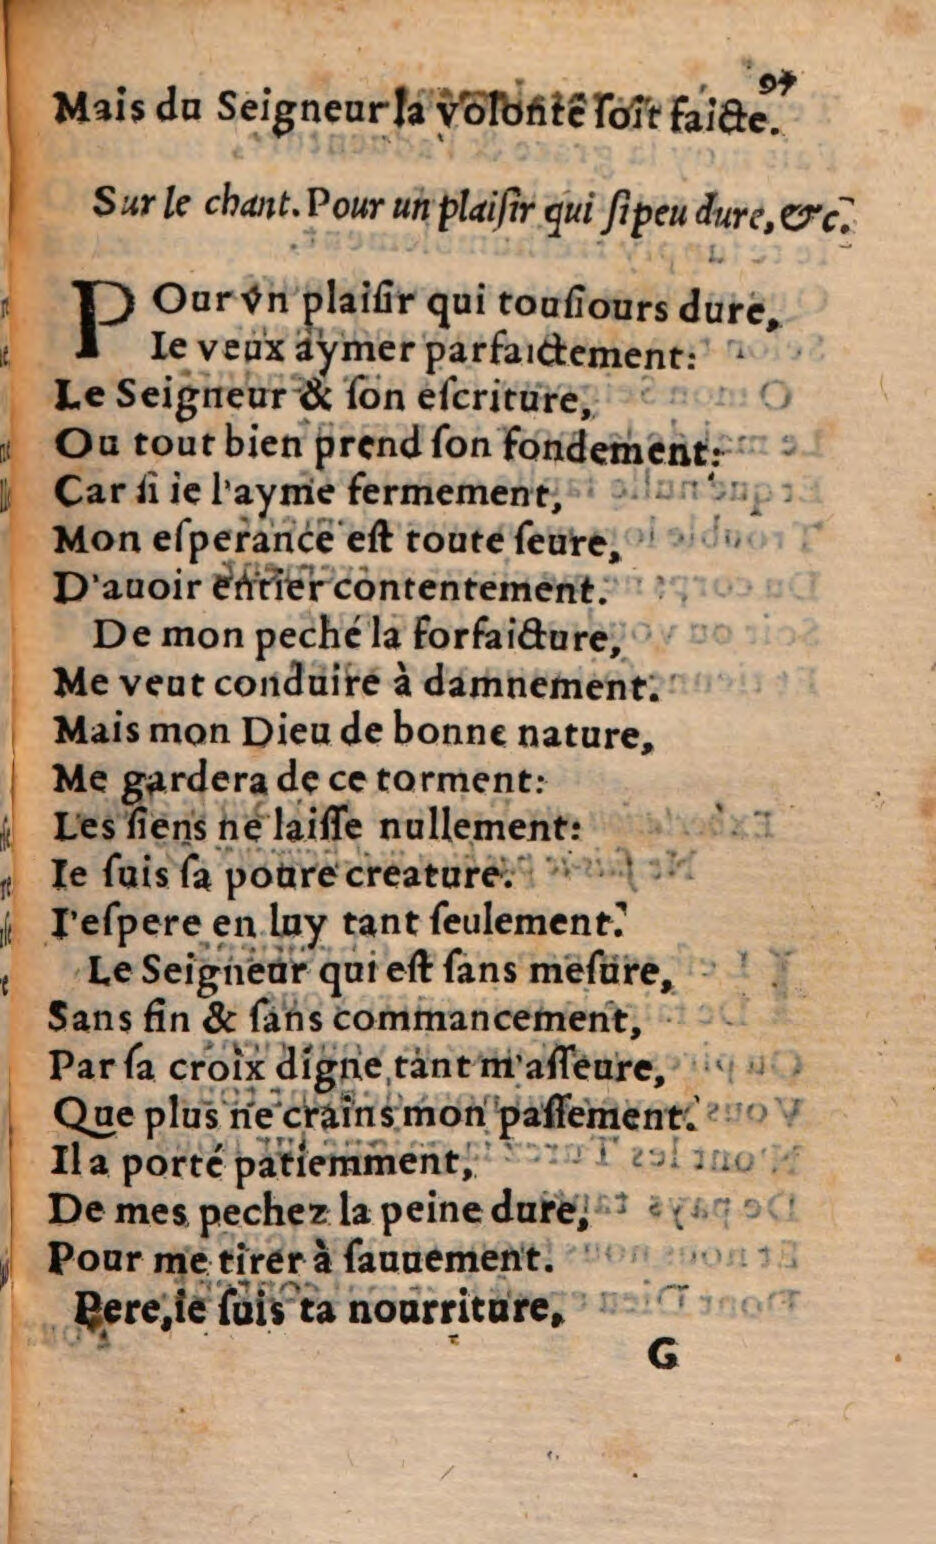 97
Mais du Seigneur la volonté ſoit faicte.
Sur le chant. Pour un plaiſir qui ſi peu dure, &c.
POur vn plaiſir qui touſiours dure,
Ie veux aymer parfaictement:
Le Seigneur & ſon eſcriture,
Ou tout bien prend ſon fondement:
Car ſi ie l'ayme fermement,
Mon eſperance eſt toute ſeure,
D'auoir entier contentement.
De mon peché la forfaicture,
Me veut conduire à damnement.
Mais mon Dieu de bonne nature,
Me gardera de ce torment:
Les ſiens ne laiſſe nullement:
Ie ſuis ſa poure creature.
I'eſpere en luy tant ſeulement.
Le Seigneur qui eſt ſans meſure,
Sans fin & ſans commancement,
Par ſa croix digne tant m'aſſeure,
Que plus ne crains mon paſſement.
Il a porté patiemment,
De mes pechez la peine dure,
Pour me tirer à ſauuement.
Pere, ie ſuis ta nourriture,
G